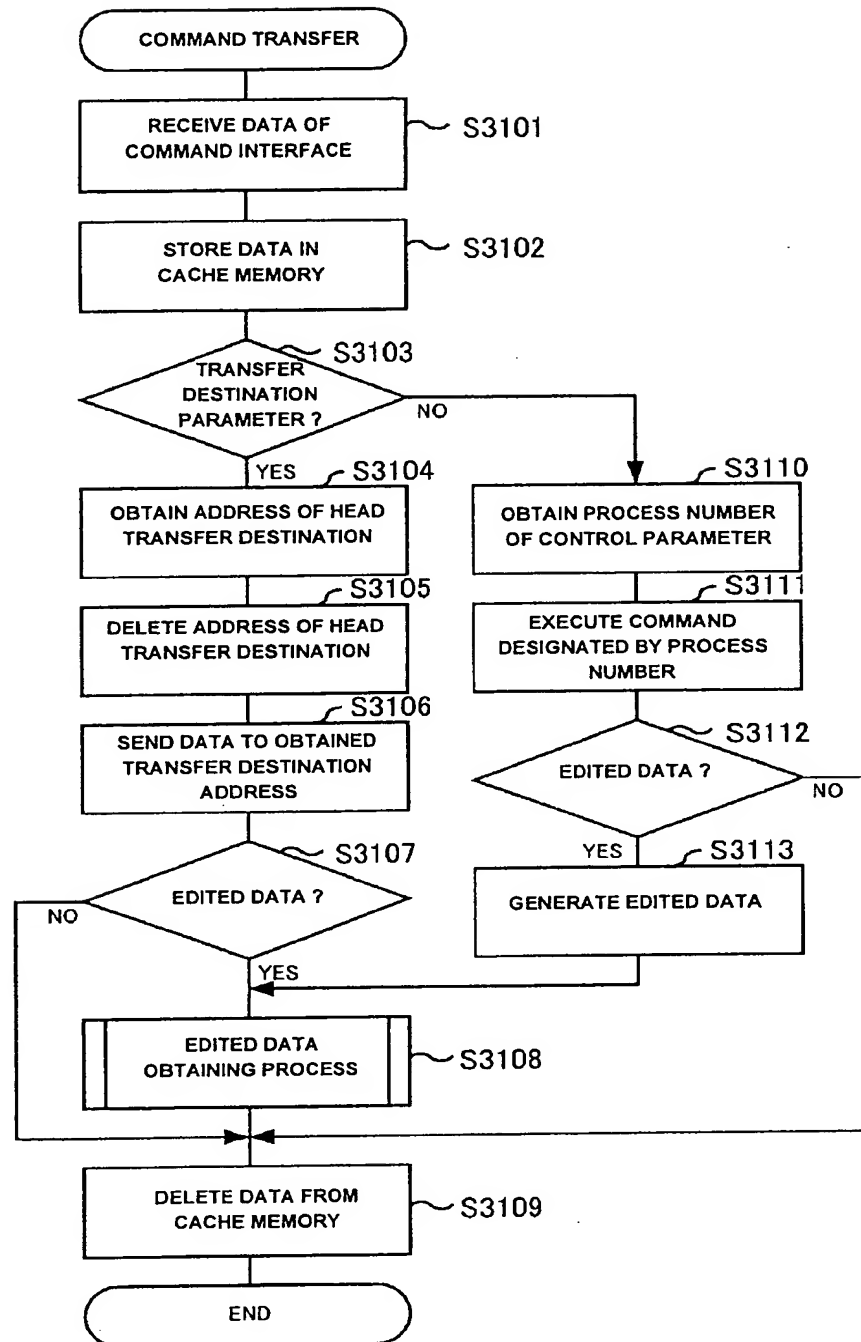 COMMAND TRANSFER
RECEIVE DATA OF
COMMAND INTERFACE
S3101
STORE DATA IN
CACHE MEMORY
S3102
S3103
TRANSFER
DESTINATION
PARAMETER ?
NO
YES
S3104
OBTAIN ADDRESS OF HEAD
TRANSFER DESTINATION
S3105
DELETE ADDRESS OF HEAD
TRANSFER DESTINATION
S3106
SEND DATA TO OBTAINED
TRANSFER DESTINATION
ADDRESS
S3107
EDITED DATA ?
NO
YES
S3110
OBTAIN PROCESS NUMBER
OF CONTROL PARAMETER
S3111
EXECUTE COMMAND
DESIGNATED BY PROCESS
NUMBER
S3112
EDITED DATA ?
NO
YES
S3113
GENERATE EDITED DATA
EDITED DATA
OBTAINING PROCESS
S3108
DELETE DATA FROM
CACHE MEMORY
S3109
END